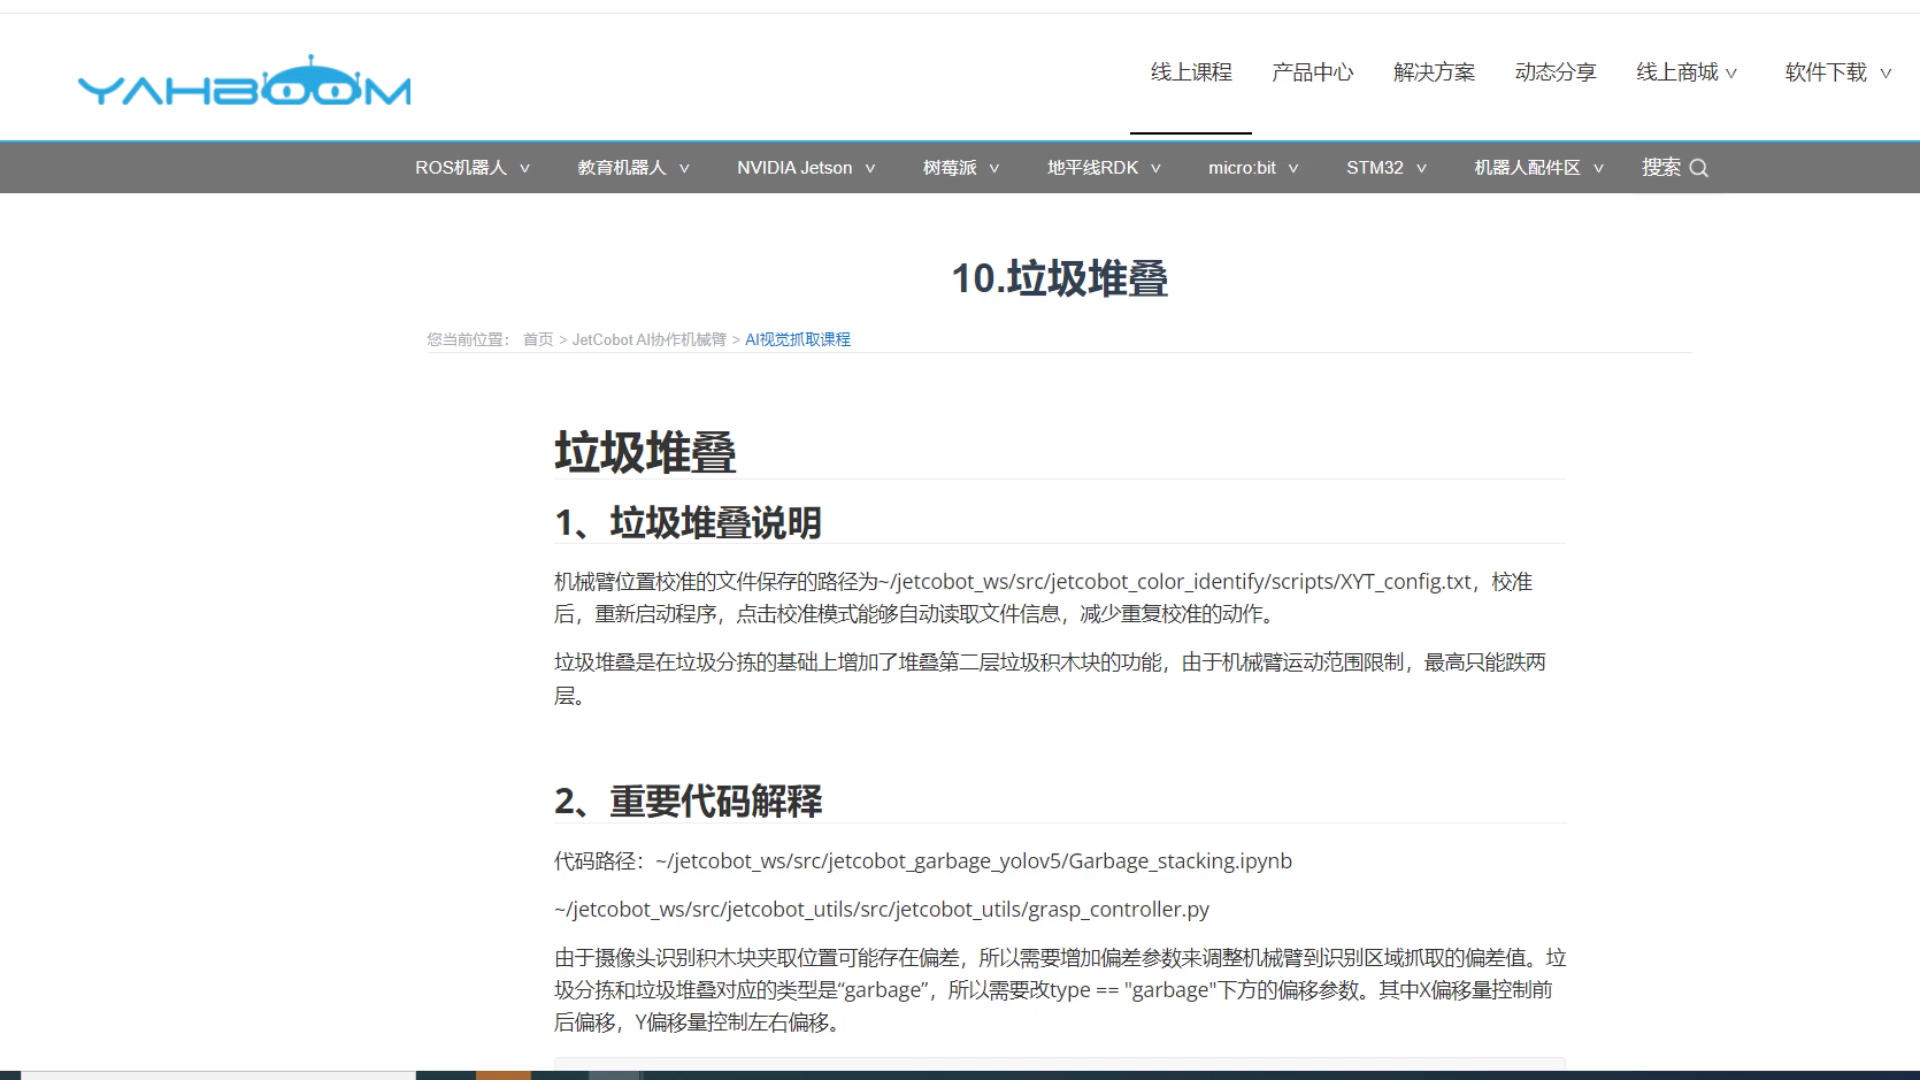 YAHBOOM
线上课程 产品中心 解决方案 动态分享 线上商城 ∨ 软件下载 ∨
ROS机器人 ∨ 教育机器人 ∨ NVIDIA Jetson ∨ 树莓派 ∨ 地平线RDK ∨ micro:bit ∨ STM32 ∨ 机器人配件区 ∨ 搜索
10.垃圾堆叠
您当前位置： 首页 > JetCobot AI协作机械臂 > AI视觉抓取课程
垃圾堆叠
1、垃圾堆叠说明
机械臂位置校准的文件保存的路径为~/jetcobot_ws/src/jetcobot_color_identify/scripts/XYT_config.txt，校准
后，重新启动程序，点击校准模式能够自动读取文件信息，减少重复校准的动作。
垃圾堆叠是在垃圾分拣的基础上增加了堆叠第二层垃圾积木块的功能，由于机械臂运动范围限制，最高只能跌两
层。
2、重要代码解释
代码路径：~/jetcobot_ws/src/jetcobot_garbage_yolov5/Garbage_stacking.ipynb
~/jetcobot_ws/src/jetcobot_utils/src/jetcobot_utils/grasp_controller.py
由于摄像头识别积木块夹取位置可能存在偏差，所以需要增加偏差参数来调整机械臂到识别区域抓取的偏差值。垃
圾分拣和垃圾堆叠对应的类型是“garbage”，所以需要改type == "garbage"下方的偏移参数。其中X偏移量控制前
后偏移，Y偏移量控制左右偏移。